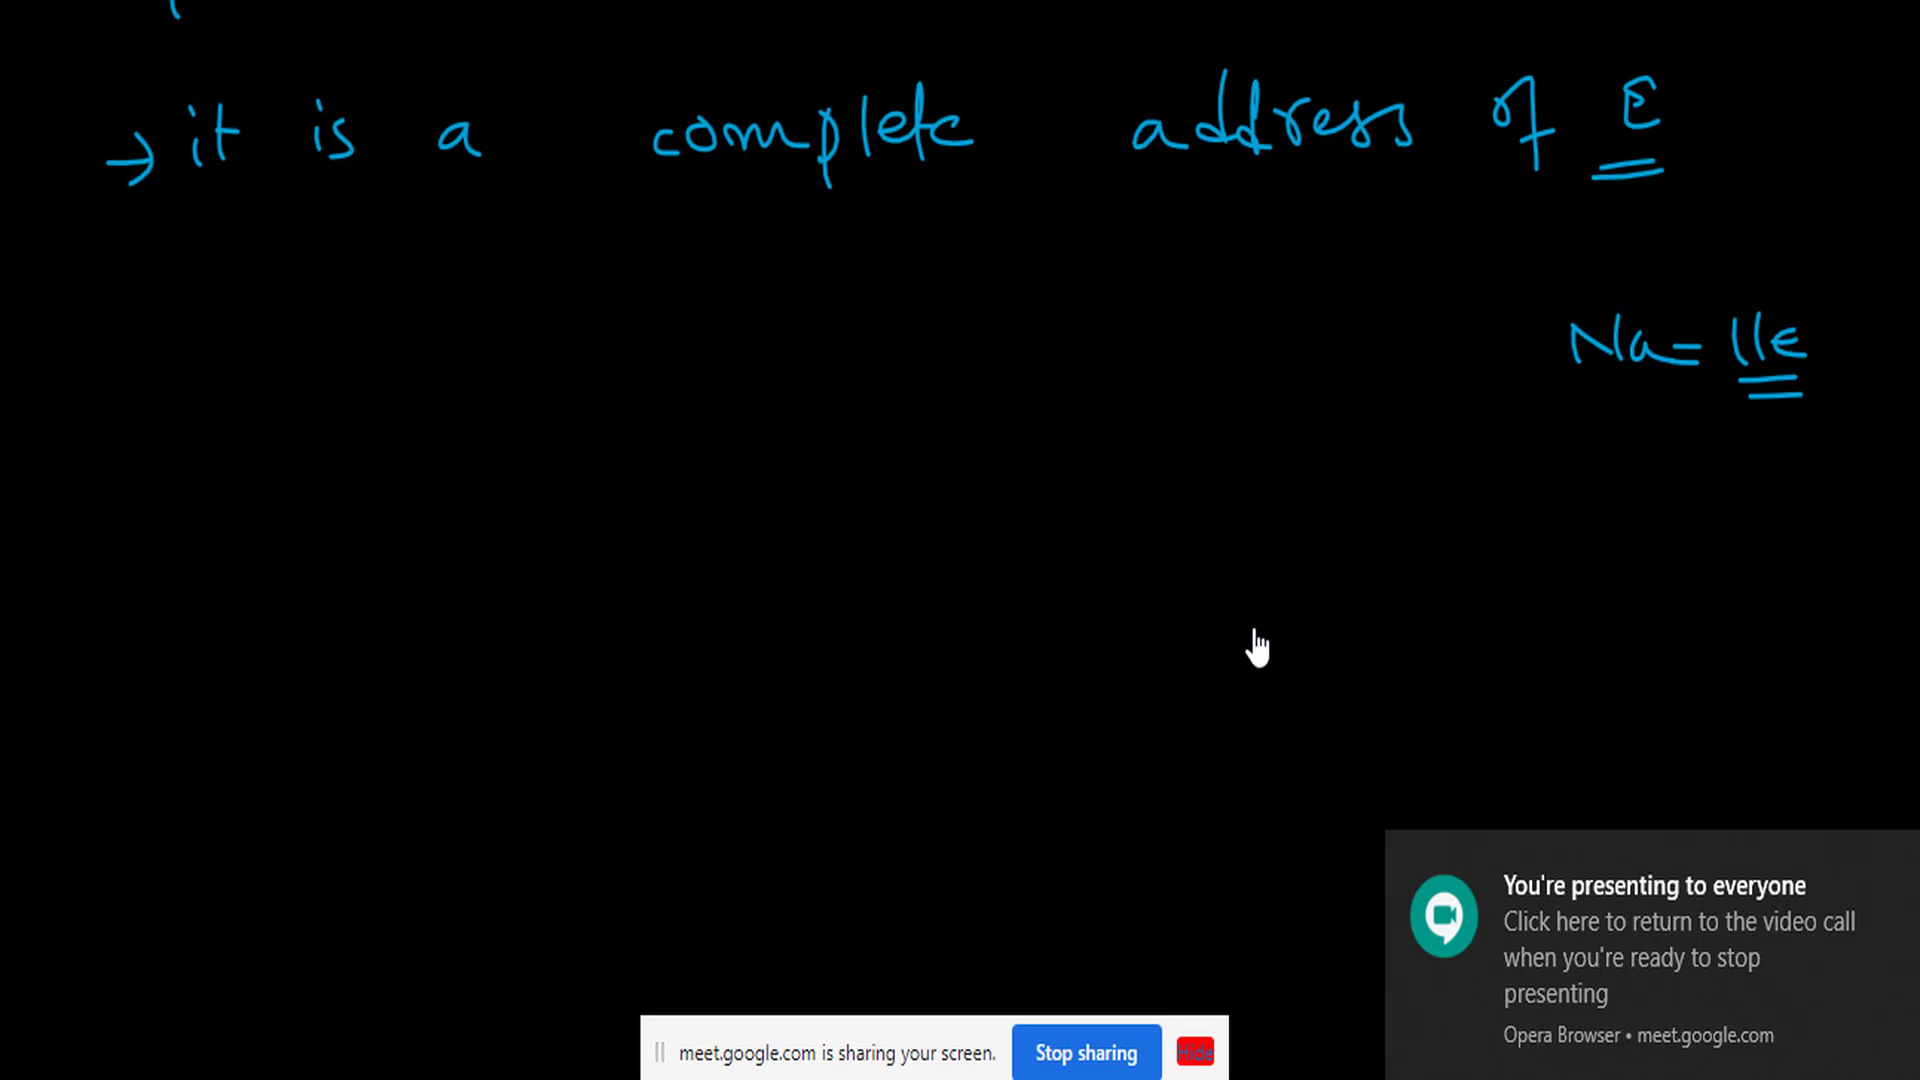 → it is a complete address of E
Na = 11e
You're presenting to everyone
Click here to return to the video call
when you're ready to stop
presenting
Opera Browser • meet.google.com
meet.google.com is sharing your screen.
Stop sharing
Hide